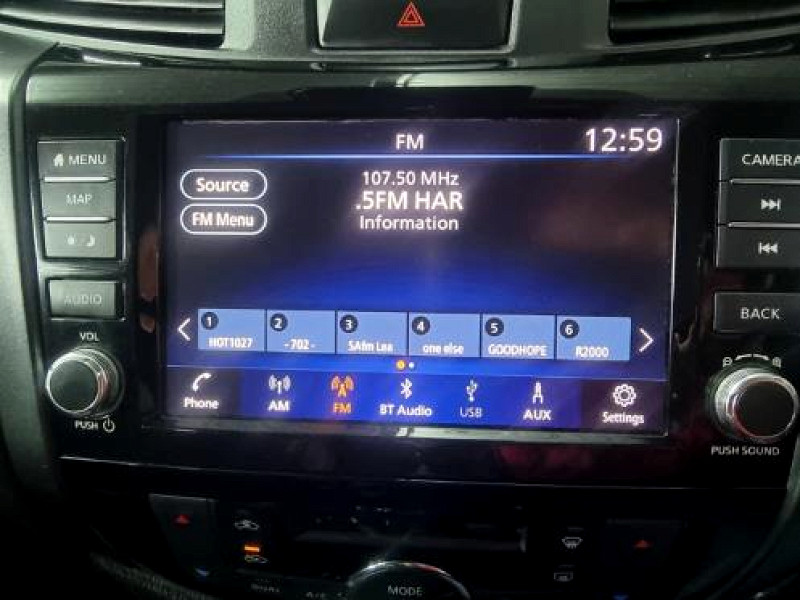 MENU
MAP
AUDIO
VOL
PUSH
FM
12:59
Source
FM Menu
107.50 MHz
.5FM HAR
Information
1 HOT1027
2 -702-
3 SAfm Lea
4 one else
5 GOODHOPE
6 R2000
Phone
AM
FM
BT Audio
USB
AUX
Settings
CAMERA
BACK
PUSH SOUND
MODE